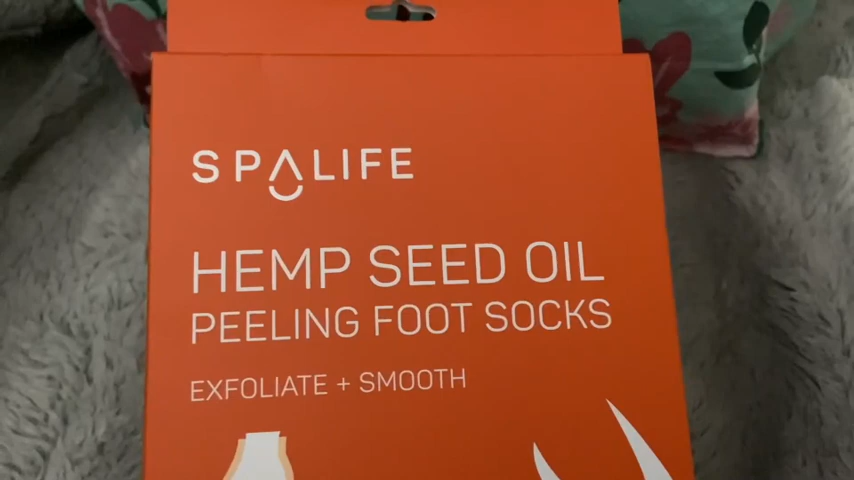 SPALIFE
HEMP SEED OIL
PEELING FOOT SOCKS
EXFOLIATE + SMOOTH